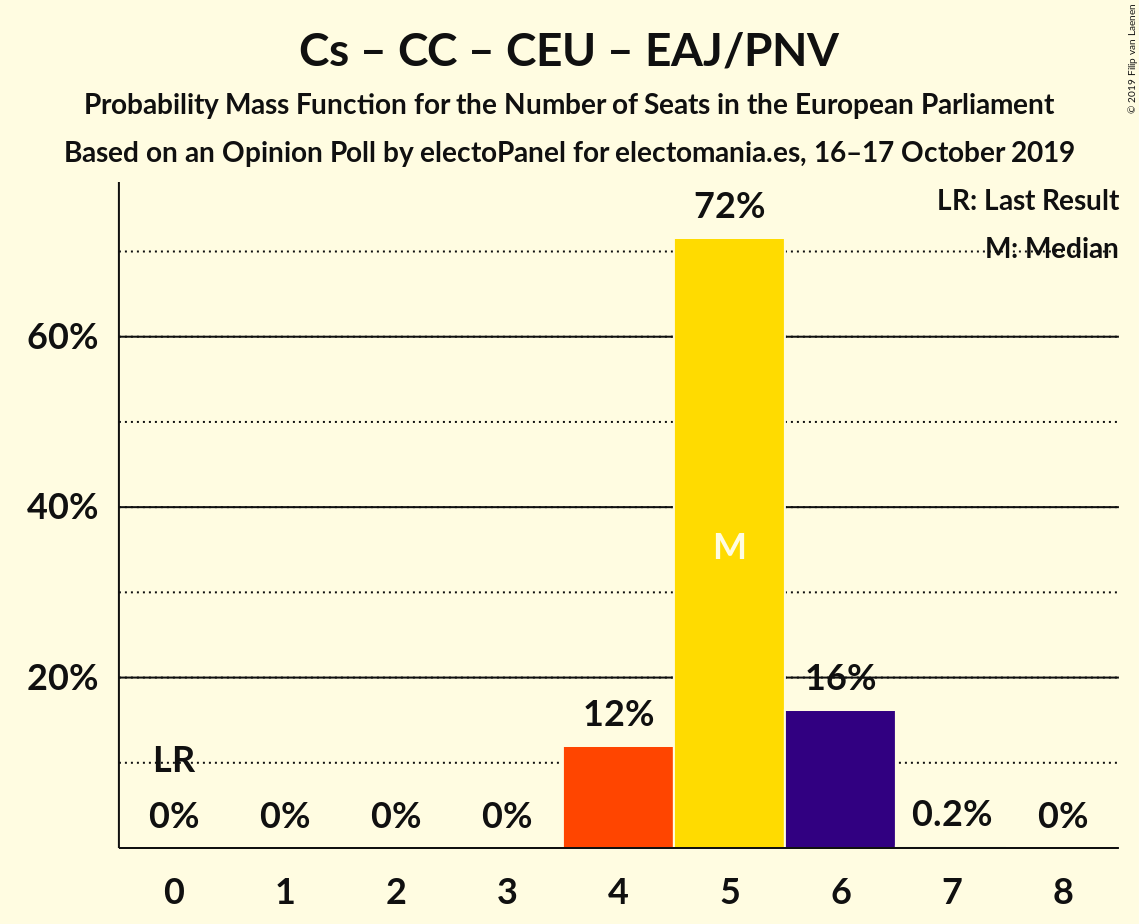 Cs – CC – CEU – EAJ/PNV
Probability Mass Function for the Number of Seats in the European Parliament
Based on an Opinion Poll by electoPanel for electomania.es, 16–17 October 2019
© 2019 Filip van Laenen
LR: Last Result
M: Median
72%
60%
40%
M
20%
16%
12%
LR
0% 0% 0% 0% 0.2% 0%
0 1 2 3 4 5 6 7 8